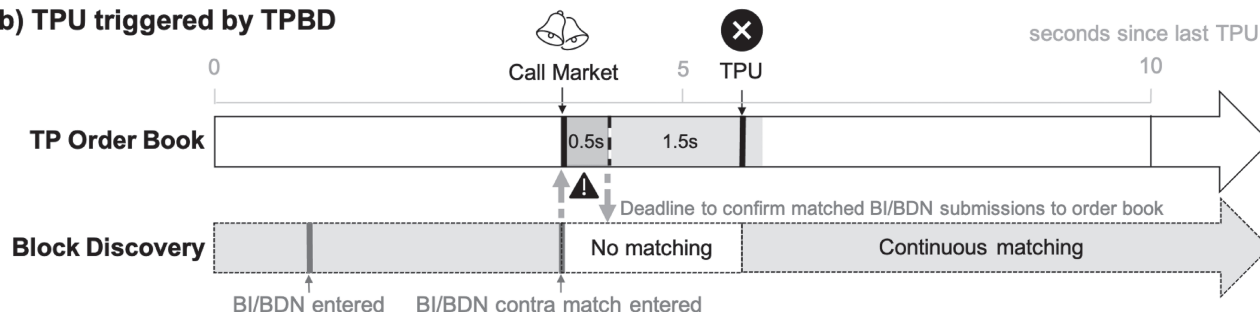 b) TPU triggered by TPBD
seconds since last TPU
0
Call Market
5
TPU
10
TP Order Book
0.5s
1.5s
Deadline to confirm matched BI/BDN submissions to order book
Block Discovery
No matching
Continuous matching
BI/BDN entered
BI/BDN contra match entered